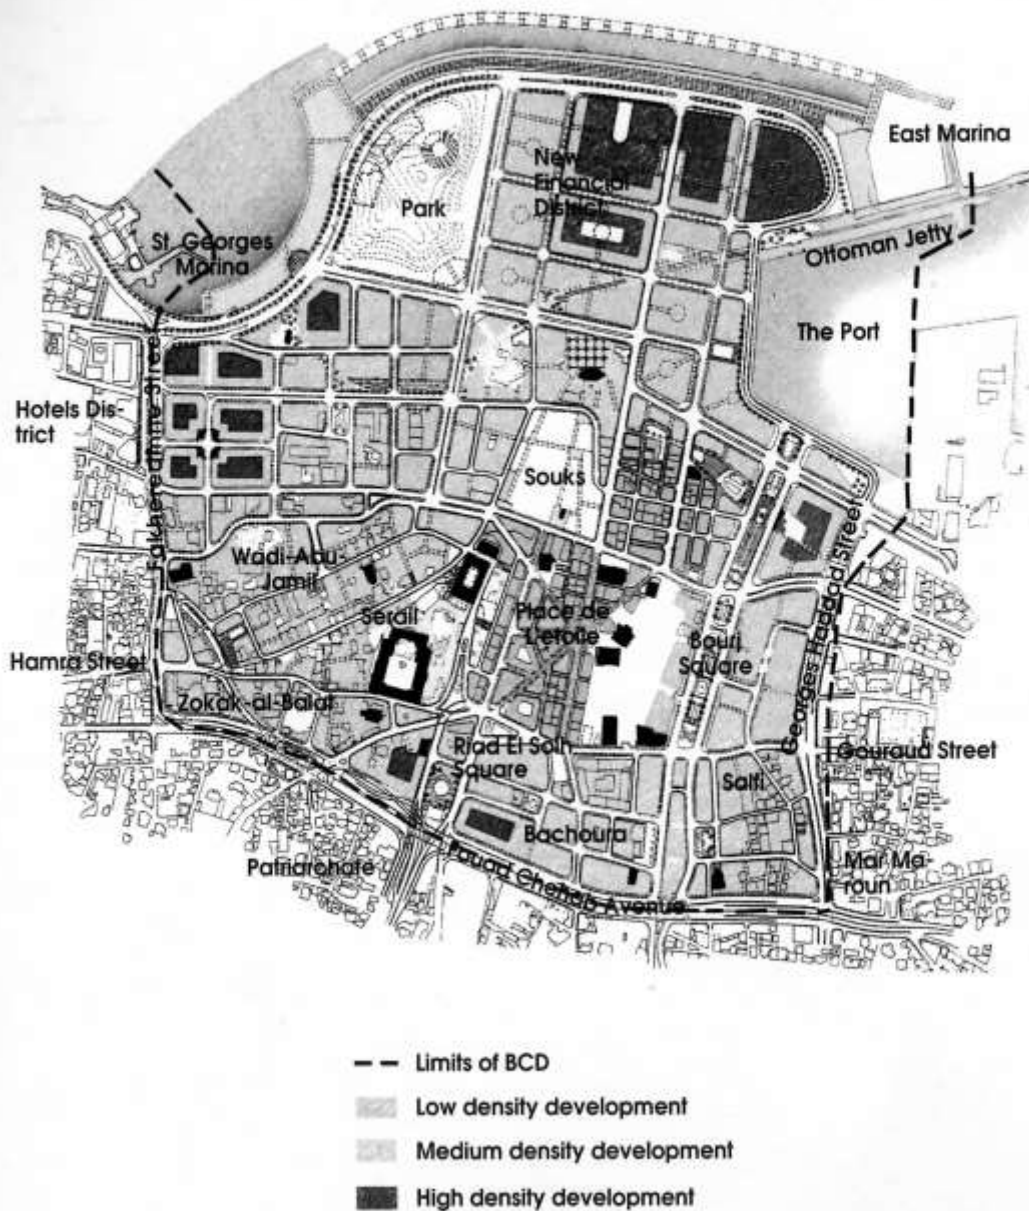 East Marina
New
Financial
District
Park
St. Georges
Marina
Ottoman Jetty
The Port
Hotels Dis-
trict
Fakhereddine Street
Souks
Wadi-Abu-
Jamil
Serail
Place de
L'etoile
Bourj
Square
Georges Haddad Street
Hamra Street
Zokak-al-Balat
Riad El Solh
Square
Gouraud Street
Saifi
Bachoura
Patriarchate
Fouad Chehab Avenue
Mar Ma-
roun
Limits of BCD
Low density development
Medium density development
High density development